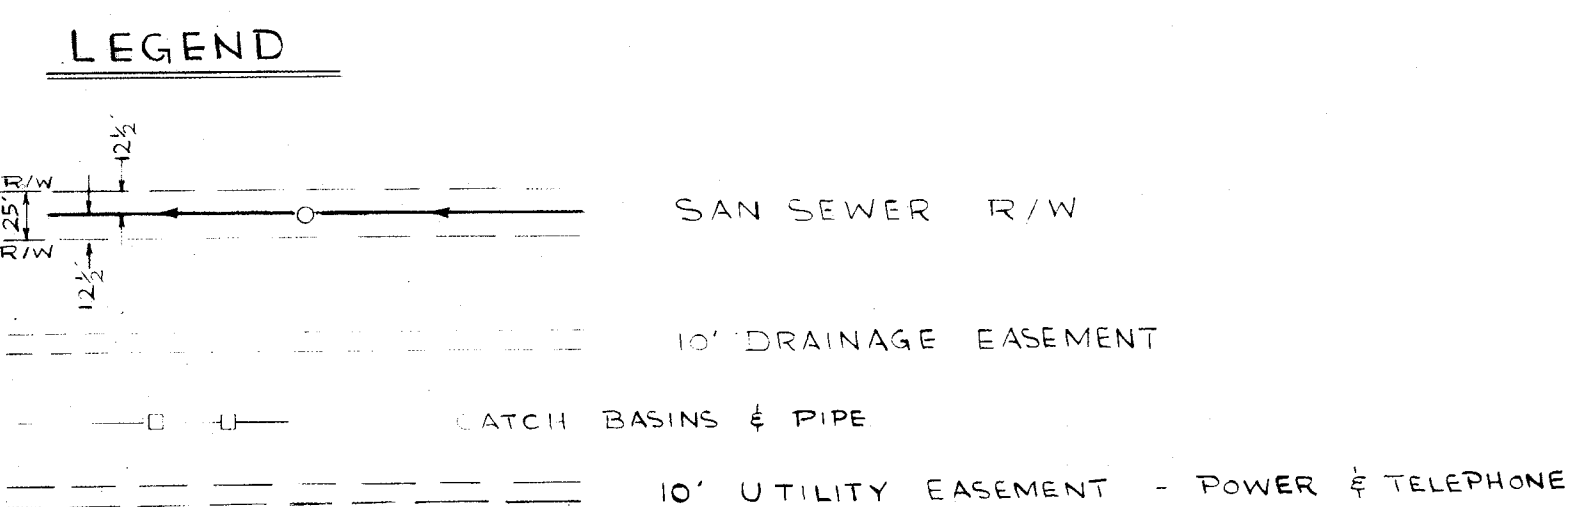 LEGEND
12½'
R/W
25'
R/W
12½'
SAN SEWER R/W
10' DRAINAGE EASEMENT
CATCH BASINS & PIPE
10' UTILITY EASEMENT - POWER & TELEPHONE